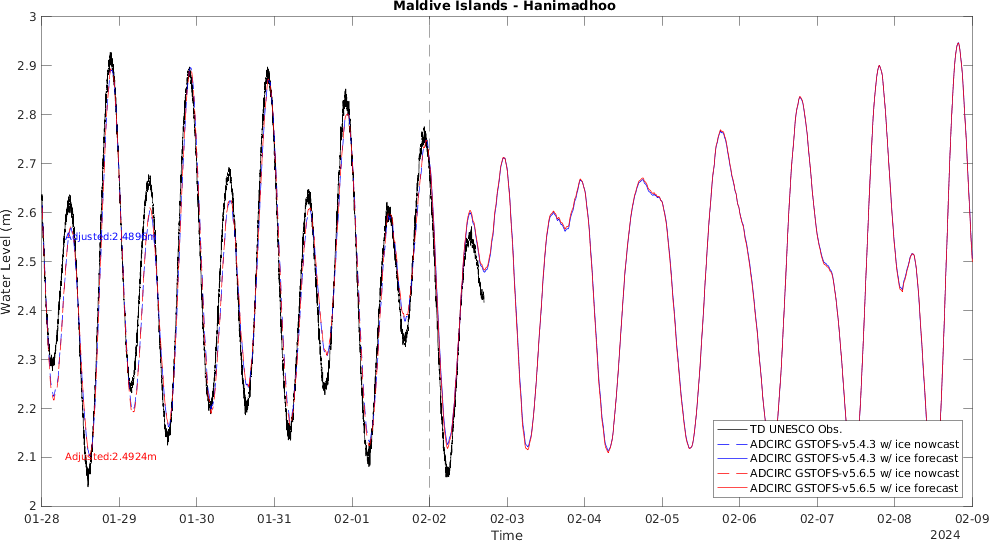 Maldive Islands - Hanimadhoo
3
2.9
2.8
2.7
2.6
2.5
2.4
2.3
2.2
2.1
2
Water Level (m)
Adjusted:2.4896m
Adjusted:2.4924m
TD UNESCO Obs.
ADCIRC GSTOFS-v5.4.3 w/ ice nowcast
ADCIRC GSTOFS-v5.4.3 w/ ice forecast
ADCIRC GSTOFS-v5.6.5 w/ ice nowcast
ADCIRC GSTOFS-v5.6.5 w/ ice forecast
01-28 01-29 01-30 01-31 02-01 02-02 02-03 02-04 02-05 02-06 02-07 02-08 02-09
Time
2024